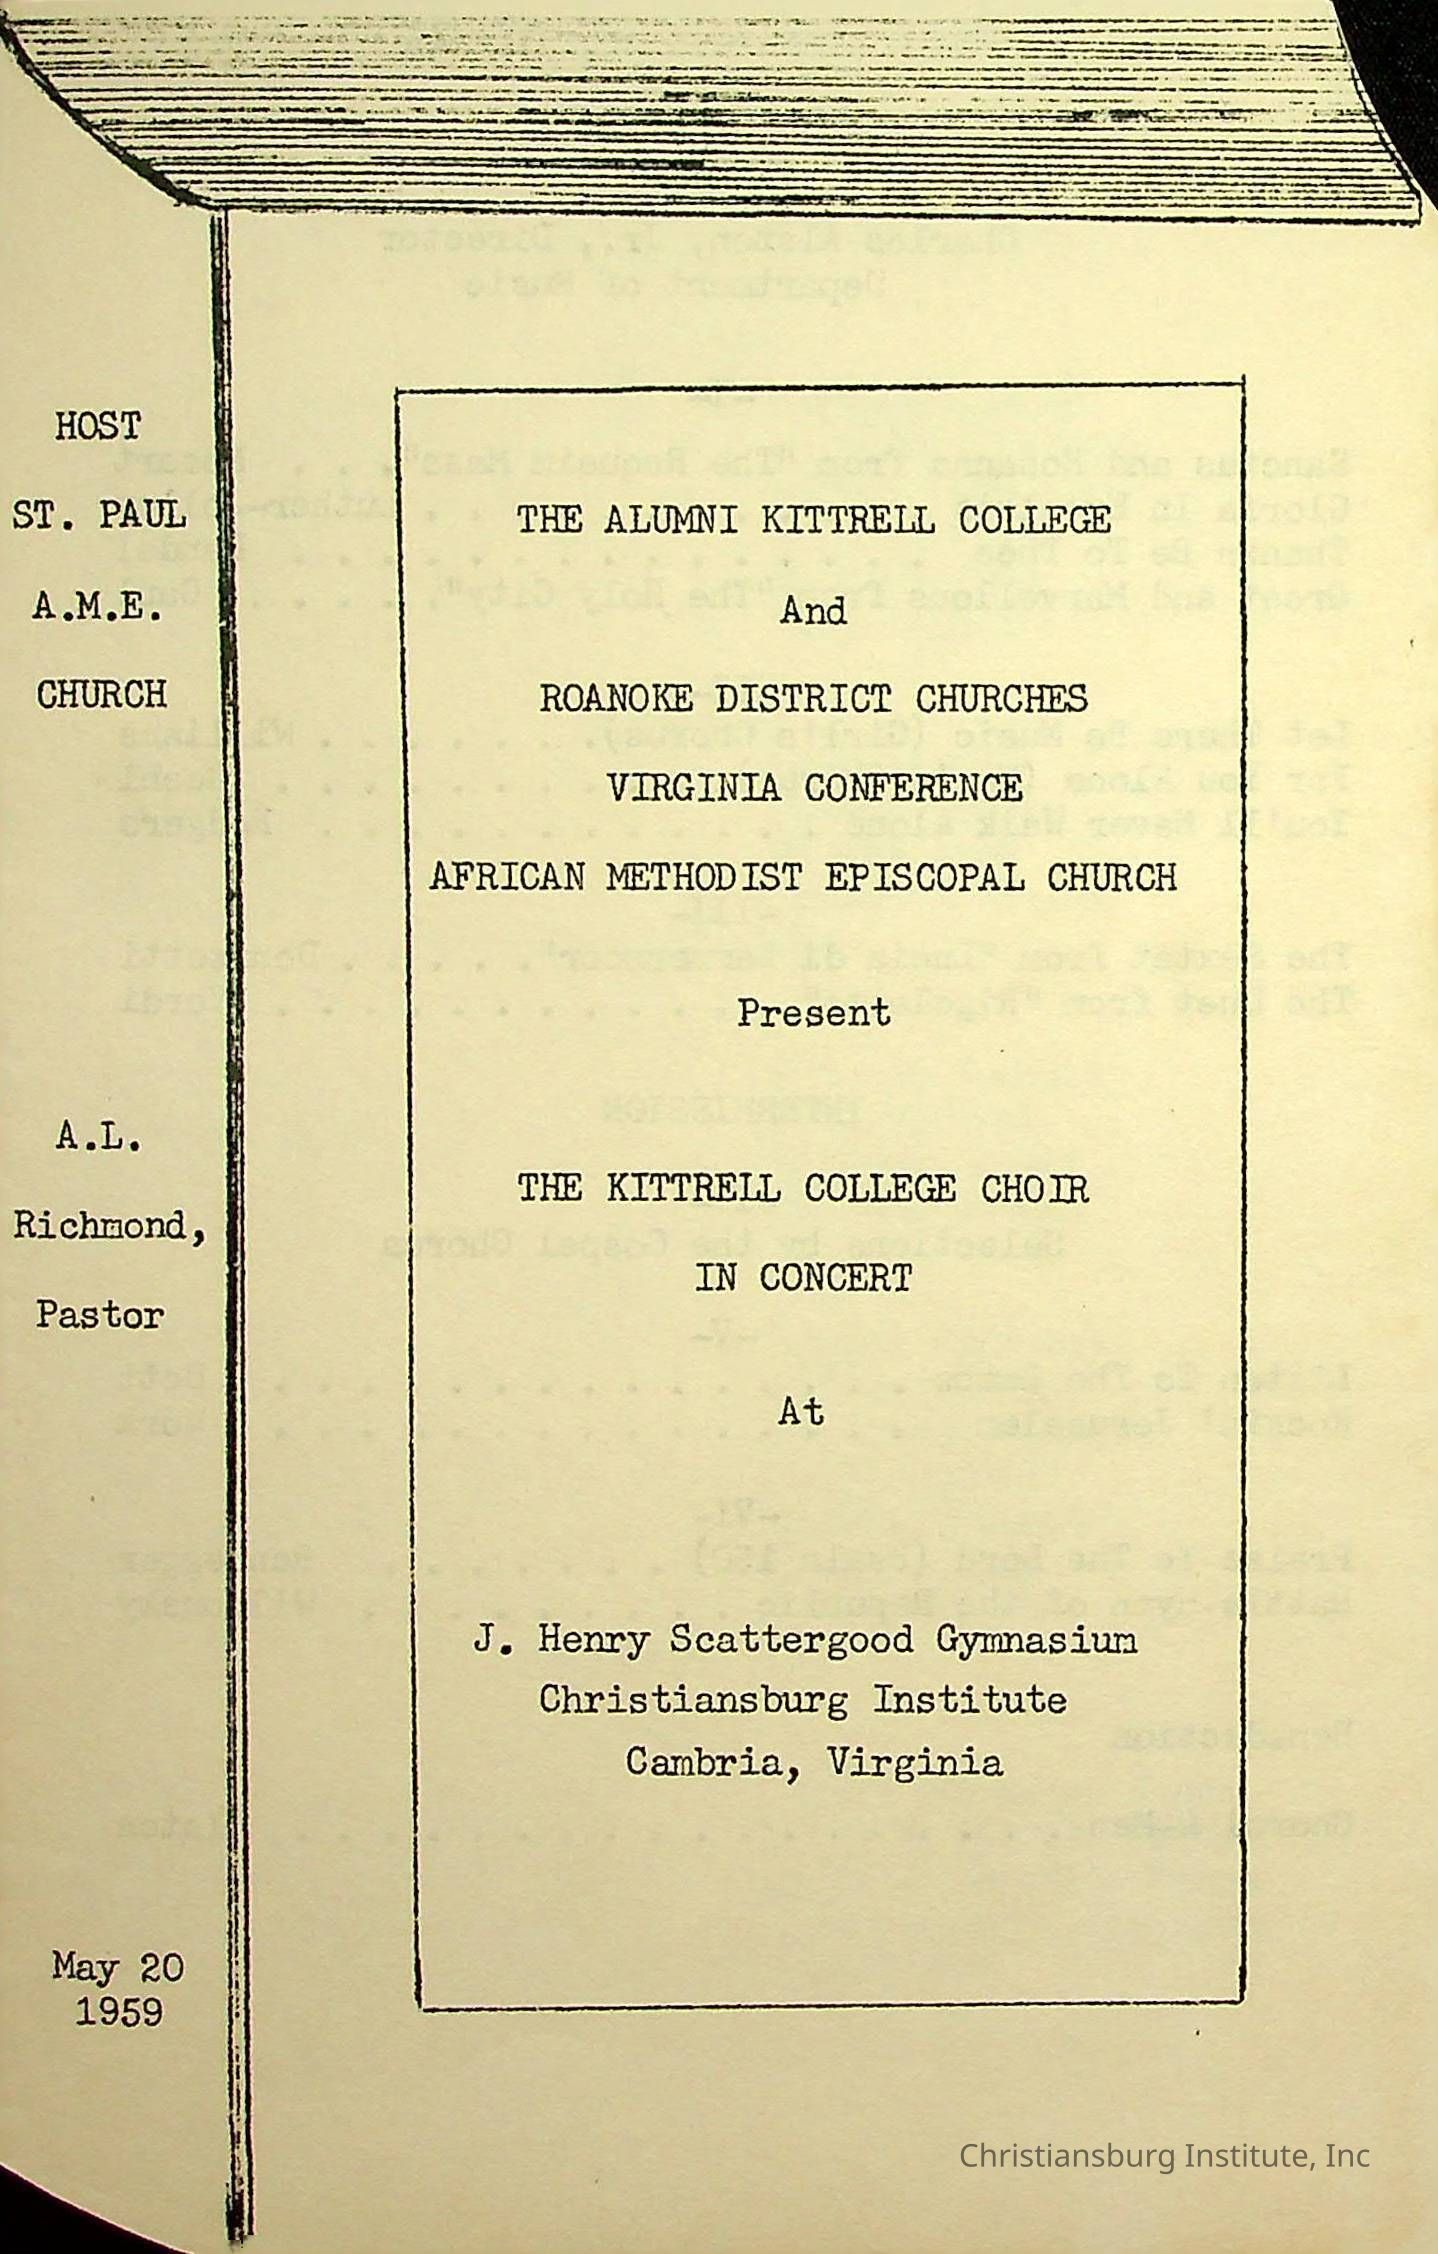 HOST
ST. PAUL
A.M.E.
CHURCH
A.L.
Richmond,
Pastor
May 20
1959
THE ALUMNI KITTRELL COLLEGE
And
ROANOKE DISTRICT CHURCHES
VIRGINIA CONFERENCE
AFRICAN METHODIST EPISCOPAL CHURCH
Present
THE KITTRELL COLLEGE CHOIR
IN CONCERT
At
J. Henry Scattergood Gymnasium
Christiansburg Institute
Cambria, Virginia
Christiansburg Institute, Inc